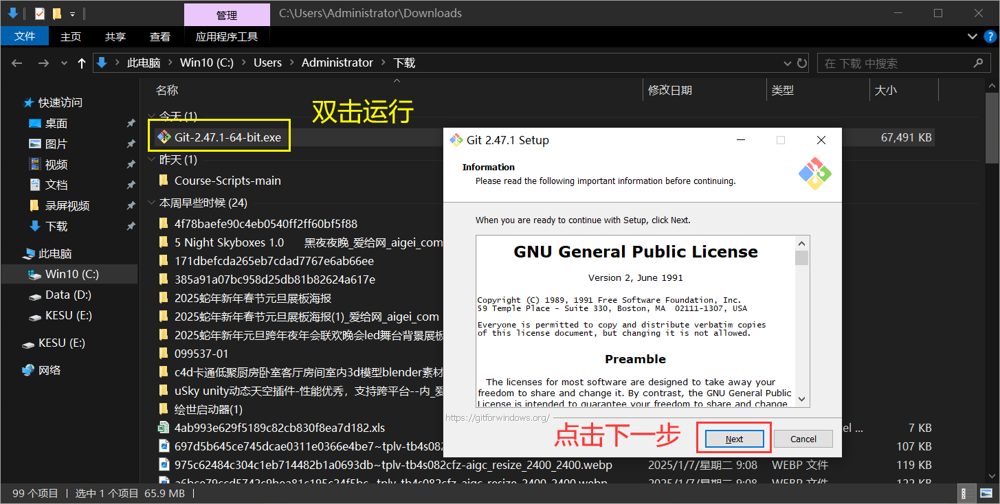 管理
C:\Users\Administrator\Downloads
文件
主页
共享
查看
应用程序工具
此电脑 > Win10 (C:) > Users > Administrator > 下载
在 下载 中搜索
名称
修改日期
类型
大小
快速访问
桌面
图片
视频
文档
录屏视频
下载
此电脑
Win10 (C:)
Data (D:)
KESU (E:)
KESU (E:)
网络
今天 (1)
双击运行
Git-2.47.1-64-bit.exe
67,491 KB
昨天 (1)
Course-Scripts-main
本周早些时候 (24)
4f78baefe90c4eb0540ff2ff60bf5f88
5 Night Skyboxes 1.0 黑夜夜晚_爱给网_aigei_com
171dbefcda265eb7cdad7767e6ab66ee
385a91a07bc958d25db81b82624a617e
2025蛇年新年春节元旦展板海报
2025蛇年新年春节元旦展板海报(1)_爱给网_aigei_com
2025蛇年新年元旦跨年夜年会联欢晚会led舞台背景展板
099537-01
c4d卡通低聚厨房卧室客厅房间室内3d模型blender素材
uSky unity动态天空插件-性能优秀，支持跨平台--内_爱
绘世启动器(1)
4ab993e629f5189c82cb830f8ea7d182.xls
el ...
7 KB
697d5b645ce745dcae0311e0366e4be7~tplv-tb4s082
107 KB
975c62484c304c1eb714482b1a0693db~tplv-tb4s082cfz-aigc_resize_2400_2400.webp
2025/1/7/星期二 9:08
WEBP 文件
119 KB
Git 2.47.1 Setup
Information
Please read the following important information before continuing.
When you are ready to continue with Setup, click Next.
GNU General Public License
Version 2, June 1991
Copyright (C) 1989, 1991 Free Software Foundation, Inc.
59 Temple Place - Suite 330, Boston, MA  02111-1307, USA
Everyone is permitted to copy and distribute verbatim copies
of this license document, but changing it is not allowed.
Preamble
The licenses for most software are designed to take away your
freedom to share and change it. By contrast, the GNU General Public
License is intended to guarantee your freedom to share and change
https://gitforwindows.org/
点击下一步
Next
Cancel
99 个项目
选中 1 个项目 65.9 MB